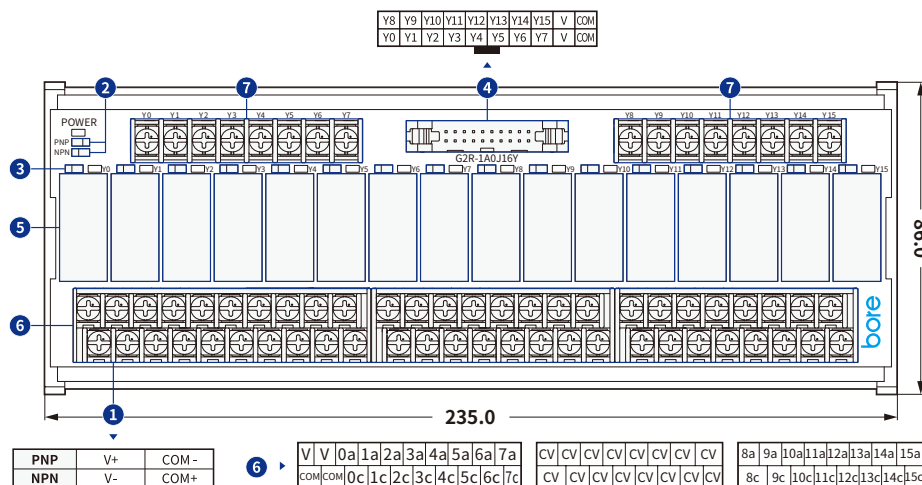 Y8 Y9 Y10 Y11 Y12 Y13 Y14 Y15 V COM
Y0 Y1 Y2 Y3 Y4 Y5 Y6 Y7 V COM
2
7
4
7
POWER
PNP
NPN
Y0 Y1 Y2 Y3 Y4 Y5 Y6 Y7
Y8 Y9 Y10 Y11 Y12 Y13 Y14 Y15
G2R-1A0J16Y
3
Y0 Y1 Y2 Y3 Y4 Y5 Y6 Y7 Y8 Y9 Y10 Y11 Y12 Y13 Y14 Y15
5
98.0
6
bore
1
235.0
PNP V+ COM-
NPN V- COM+
6
V V 0a 1a 2a 3a 4a 5a 6a 7a
COM COM 0c 1c 2c 3c 4c 5c 6c 7c
CV CV CV CV CV CV CV CV
CV CV CV CV CV CV CV CV
8a 9a 10a 11a 12a 13a 14a 15a
8c 9c 10c 11c 12c 13c 14c 15c